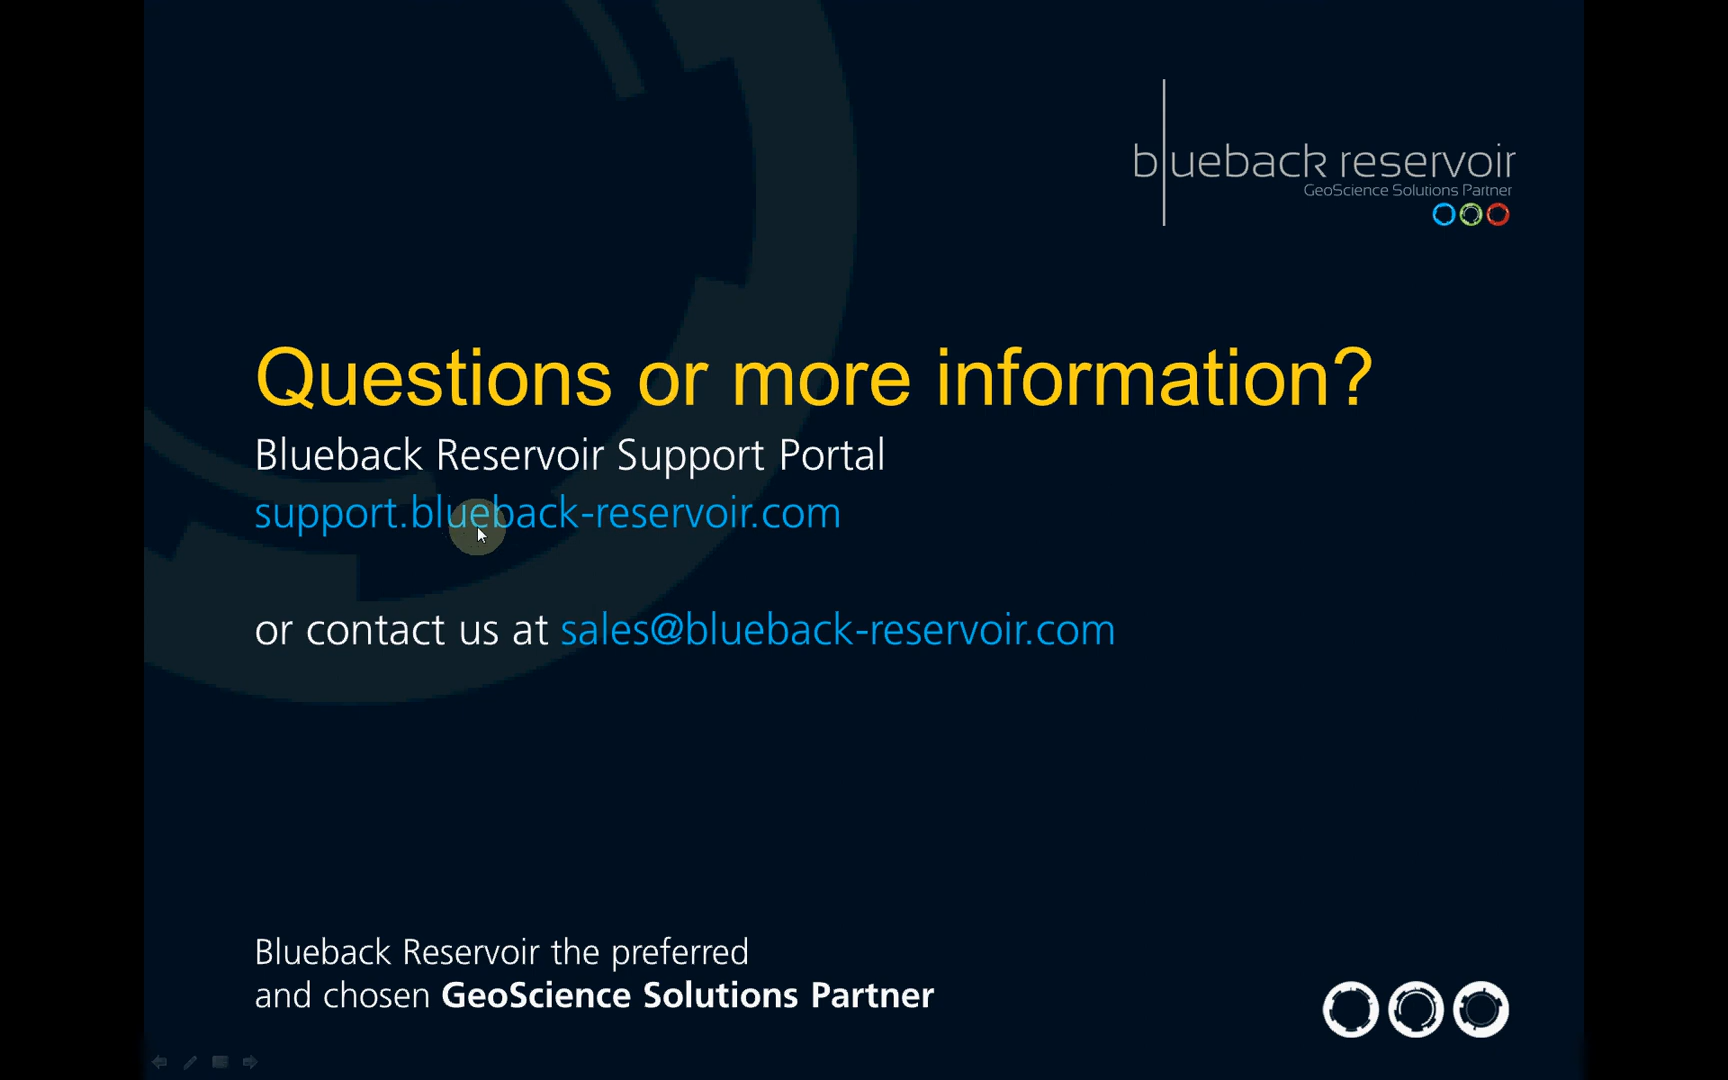 blueback reservoir
GeoScience Solutions Partner
Questions or more information?
Blueback Reservoir Support Portal
support.blueback-reservoir.com
or contact us at sales@blueback-reservoir.com
Blueback Reservoir the preferred
and chosen GeoScience Solutions Partner